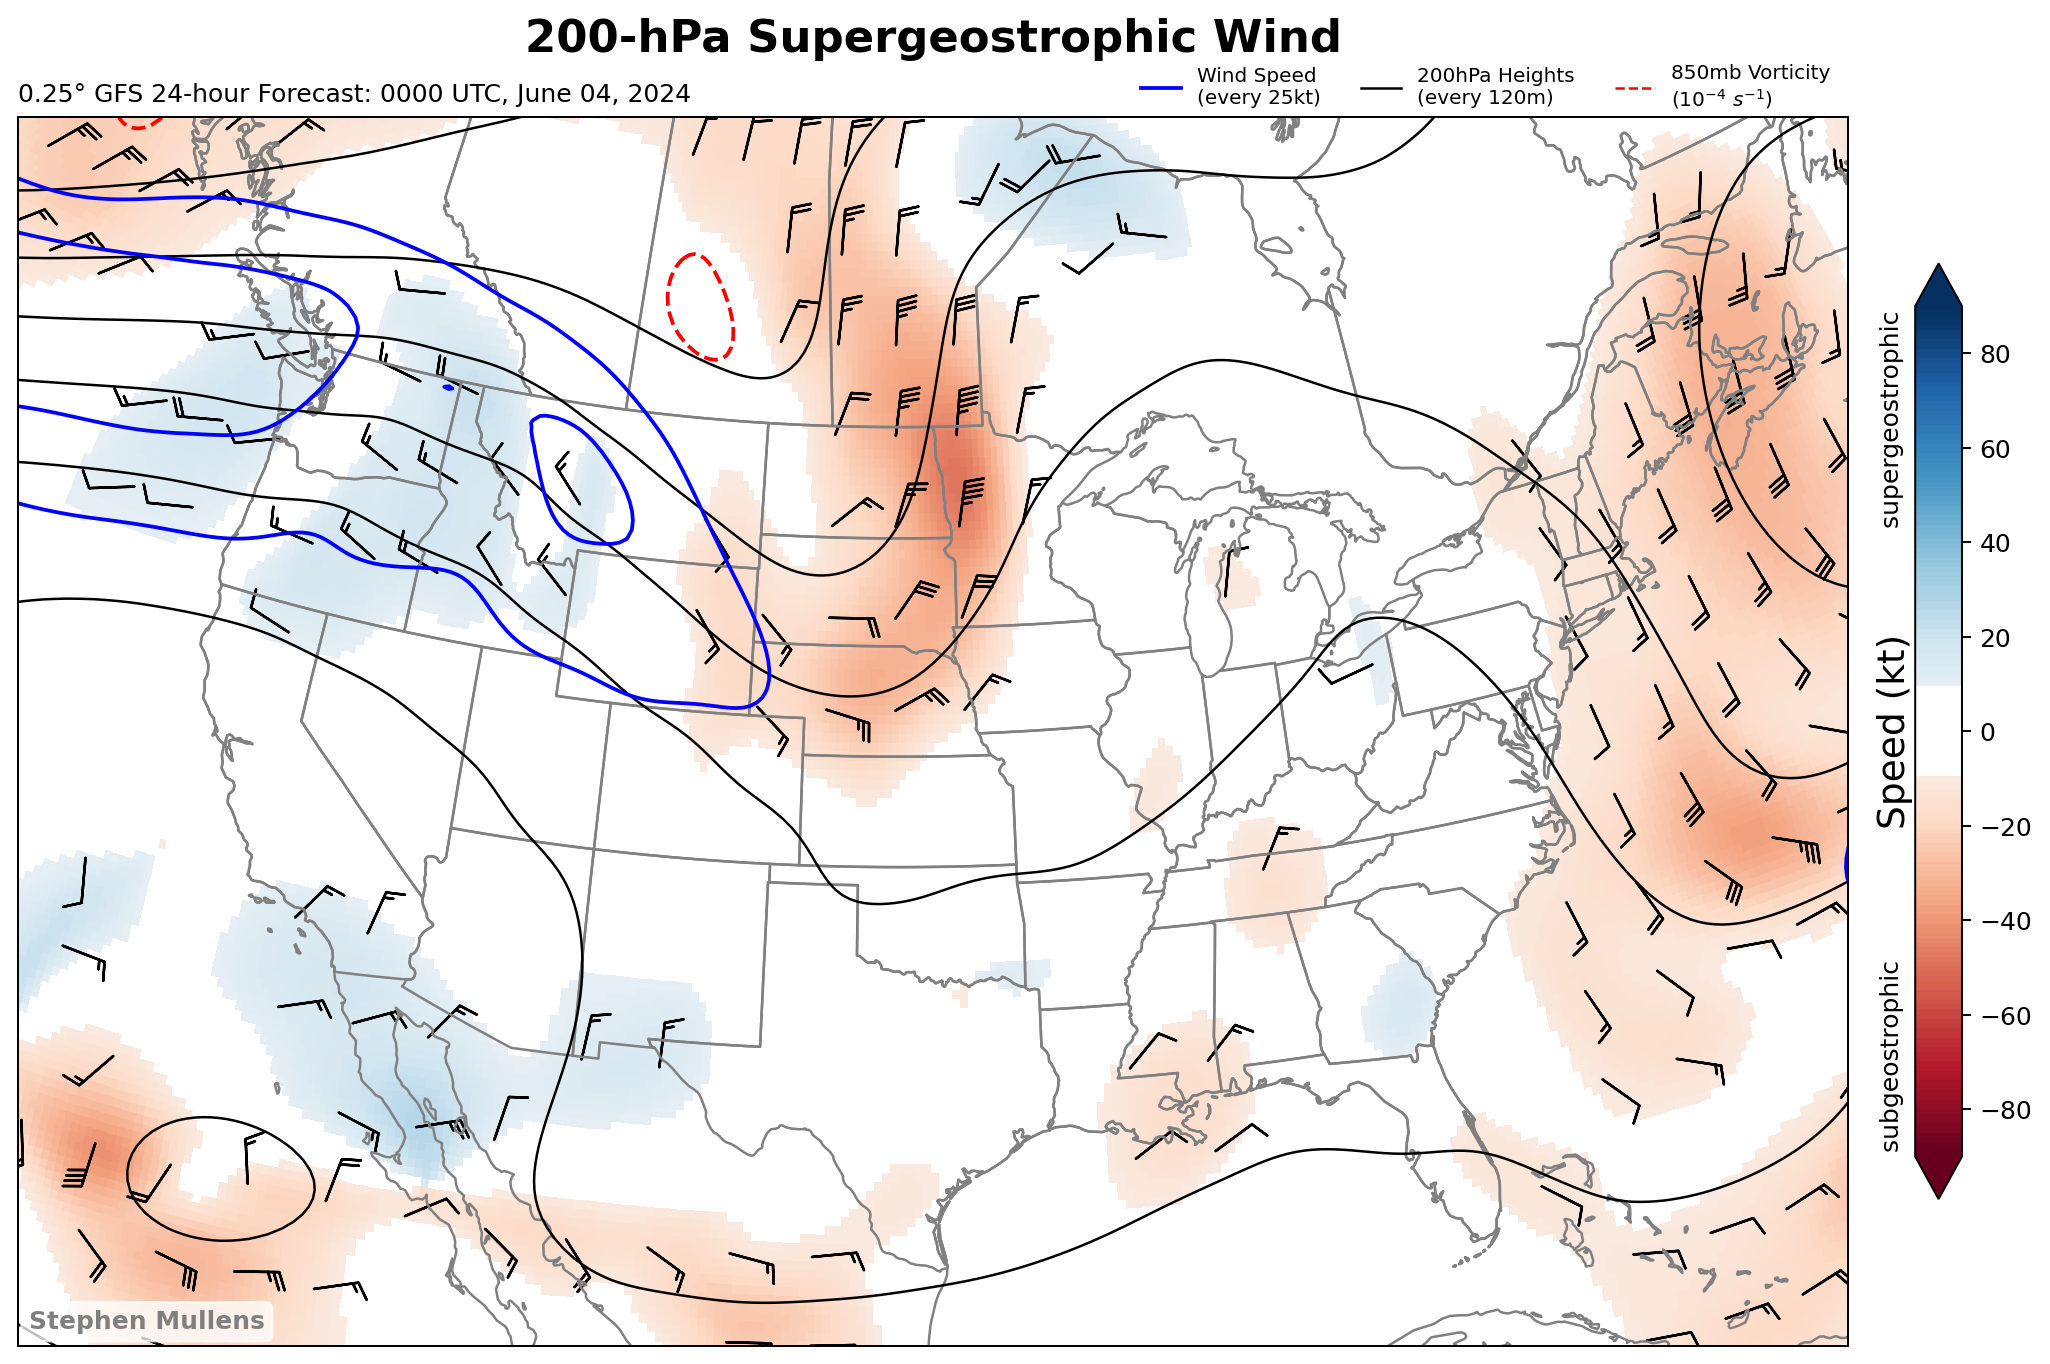 200-hPa Supergeostrophic Wind
0.25° GFS 24-hour Forecast: 0000 UTC, June 04, 2024
Wind Speed
(every 25kt)
200hPa Heights
(every 120m)
850mb Vorticity
(10⁻⁴ s⁻¹)
supergeostrophic
Speed (kt)
subgeostrophic
80
60
40
20
0
−20
−40
−60
−80
Stephen Mullens